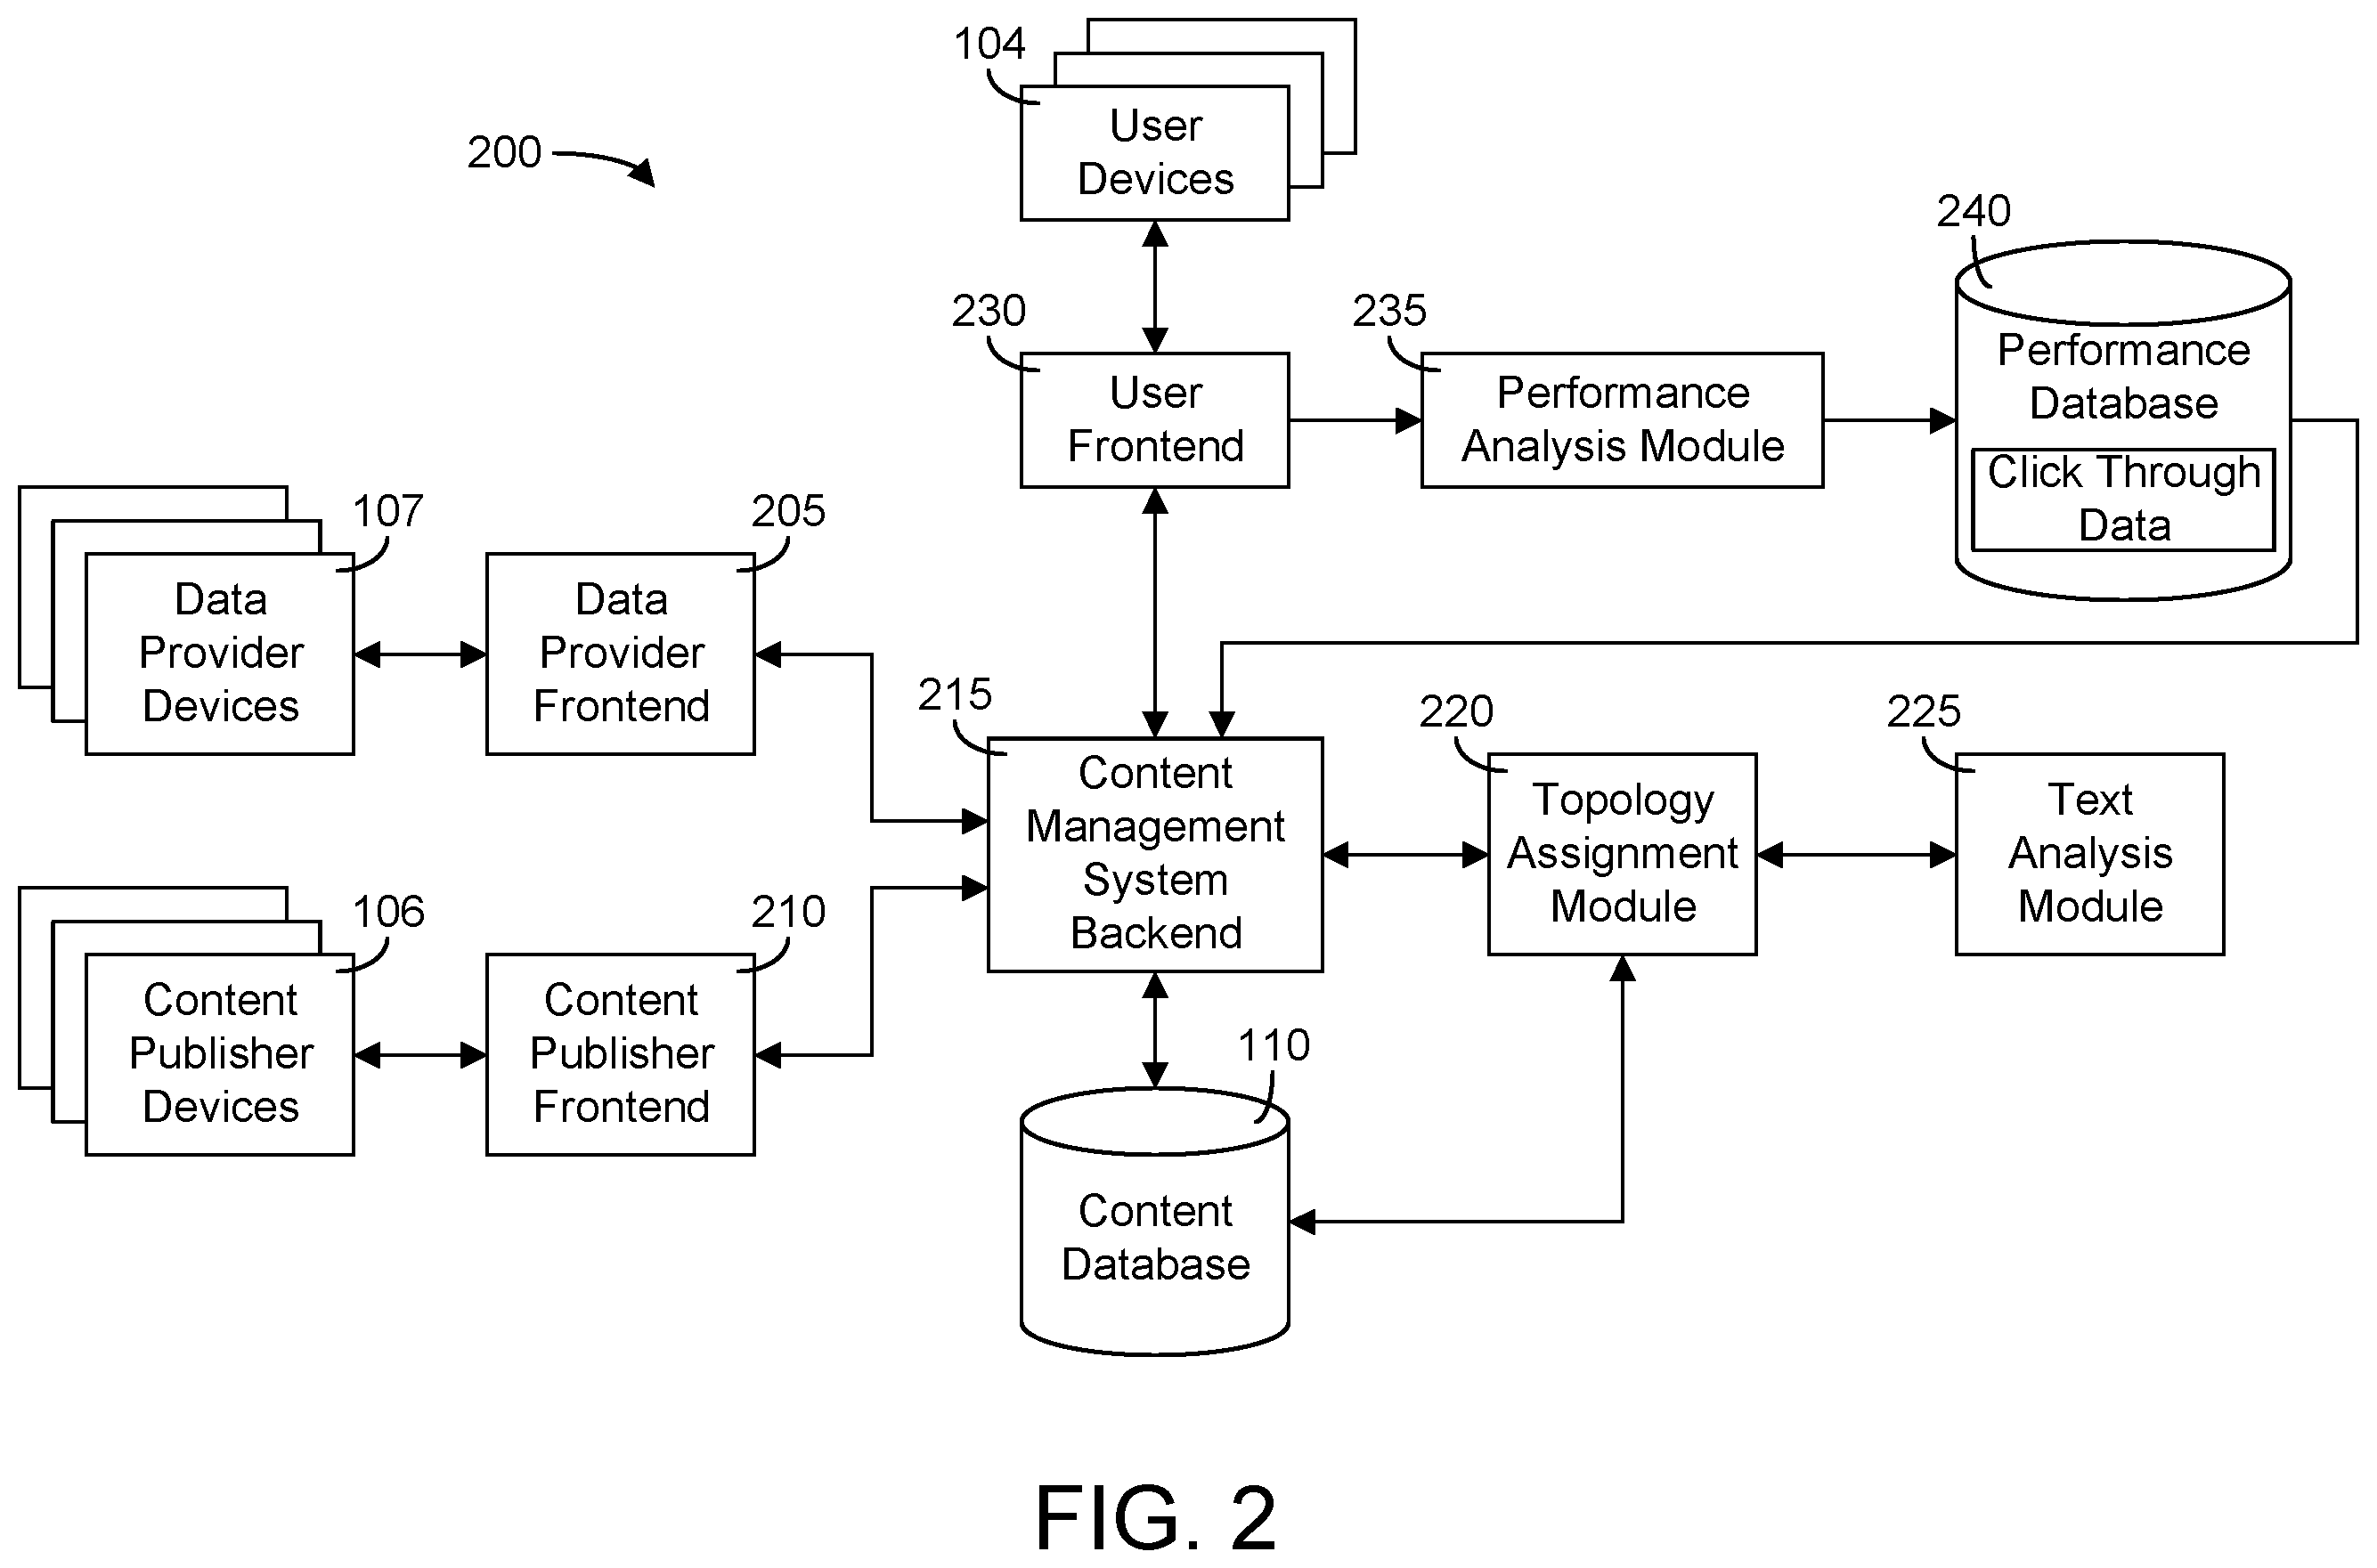 104
User
Devices
200
240
230
User
Frontend
235
Performance
Analysis Module
Performance
Database
Click Through
Data
107
Data
Provider
Devices
205
Data
Provider
Frontend
215
Content
Management
System
Backend
220
Topology
Assignment
Module
225
Text
Analysis
Module
106
Content
Publisher
Devices
210
Content
Publisher
Frontend
110
Content
Database
FIG. 2